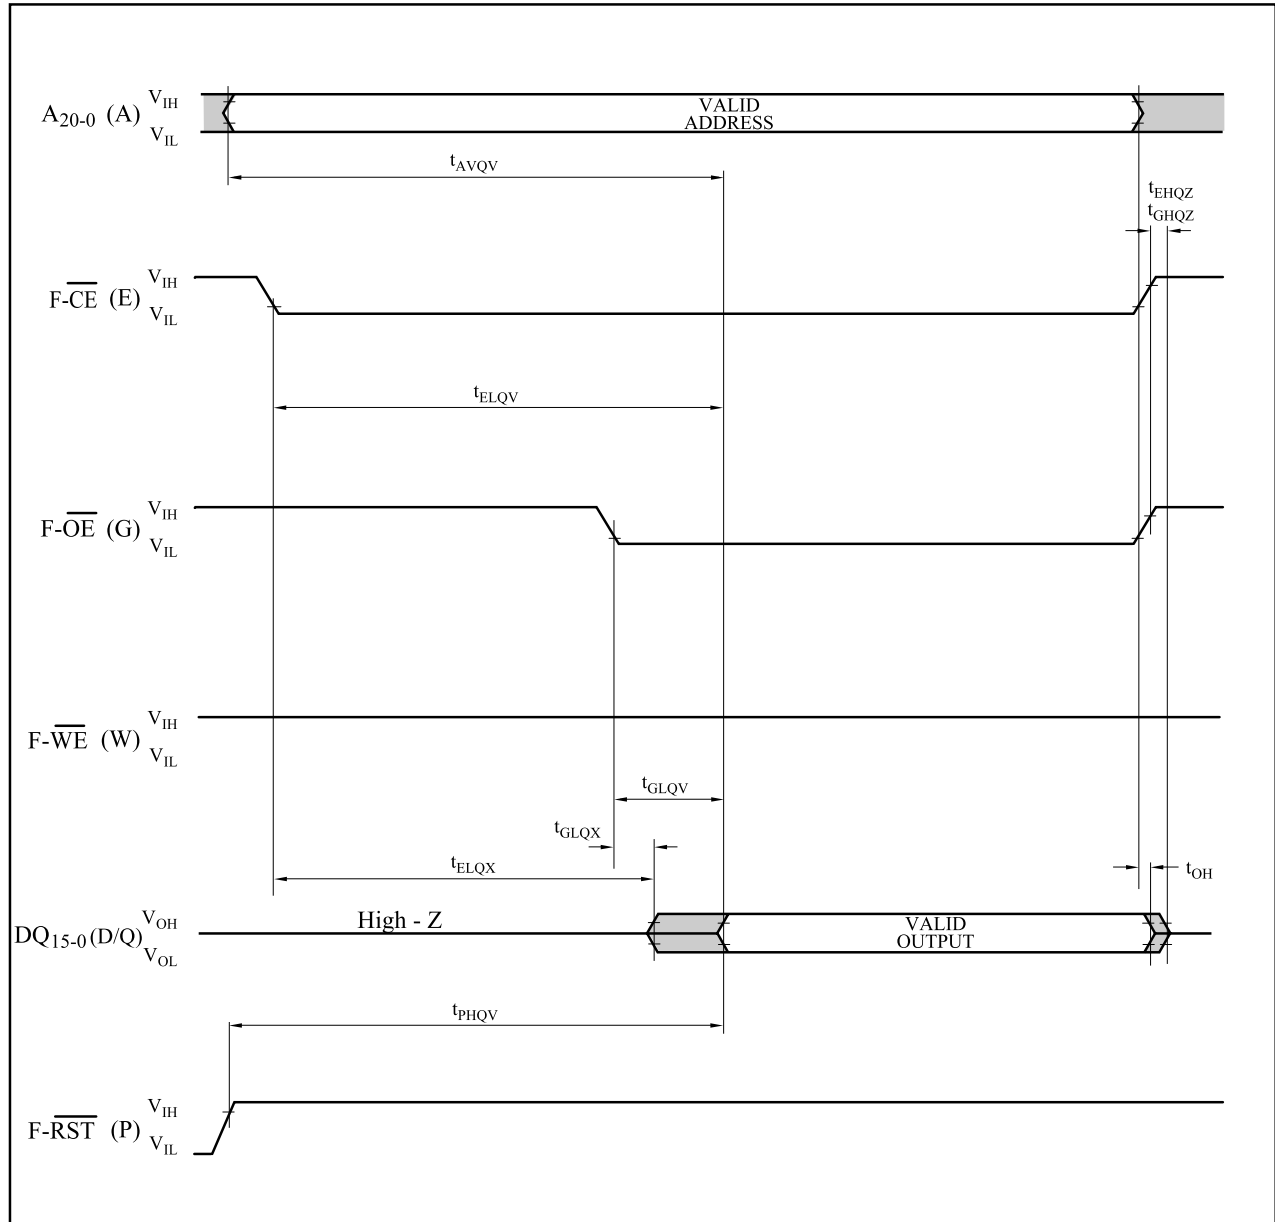 A20-0 (A)
VIH
VIL
VALID
ADDRESS
tAVQV
tEHQZ
tGHQZ
F-CE (E)
VIH
VIL
tELQV
F-OE (G)
VIH
VIL
F-WE (W)
VIH
VIL
tGLQV
tGLQX
tELQX
tOH
DQ15-0 (D/Q)
VOH
VOL
High - Z
VALID
OUTPUT
tPHQV
F-RST (P)
VIH
VIL